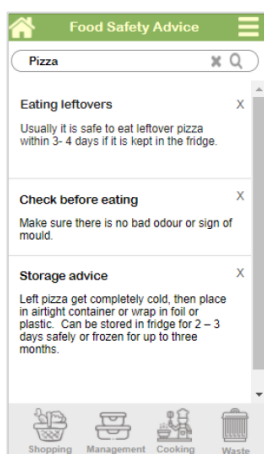 Food Safety Advice
Pizza
Eating leftovers X
Usually it is safe to eat leftover pizza
within 3- 4 days if it is kept in the fridge.
Check before eating X
Make sure there is no bad odour or sign of
mould.
Storage advice X
Left pizza get completely cold, then place
in airtight container or wrap in foil or
plastic. Can be stored in fridge for 2 – 3
days safely or frozen for up to three
months.
Shopping Management Cooking Waste